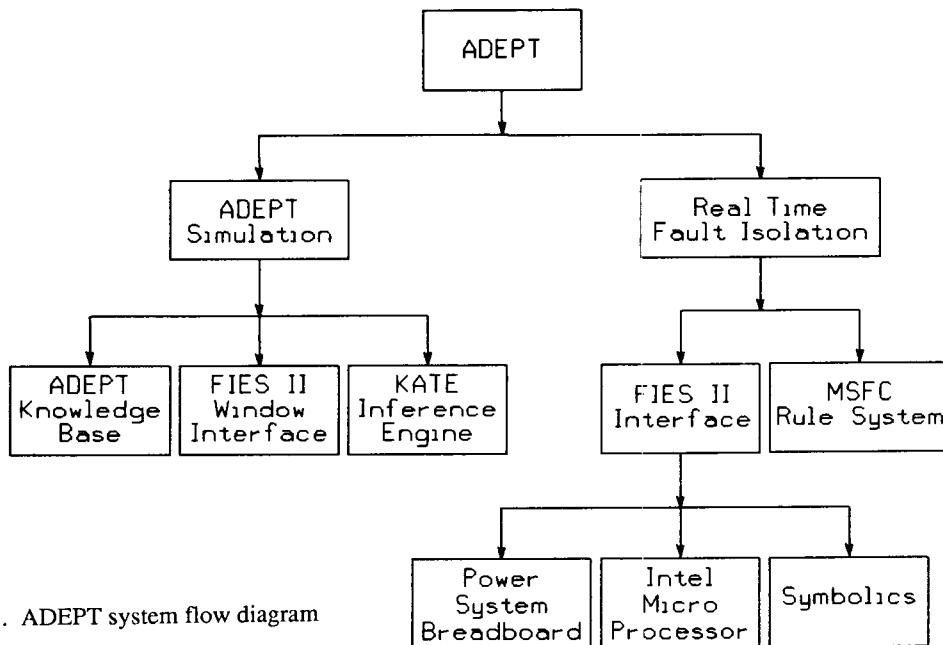 ADEPT
ADEPT
Simulation
Real Time
Fault Isolation
ADEPT
Knowledge
Base
FIES II
Window
Interface
KATE
Inference
Engine
FIES II
Interface
MSFC
Rule System
Power
System
Breadboard
Intel
Micro
Processor
Symbolics
. ADEPT system flow diagram